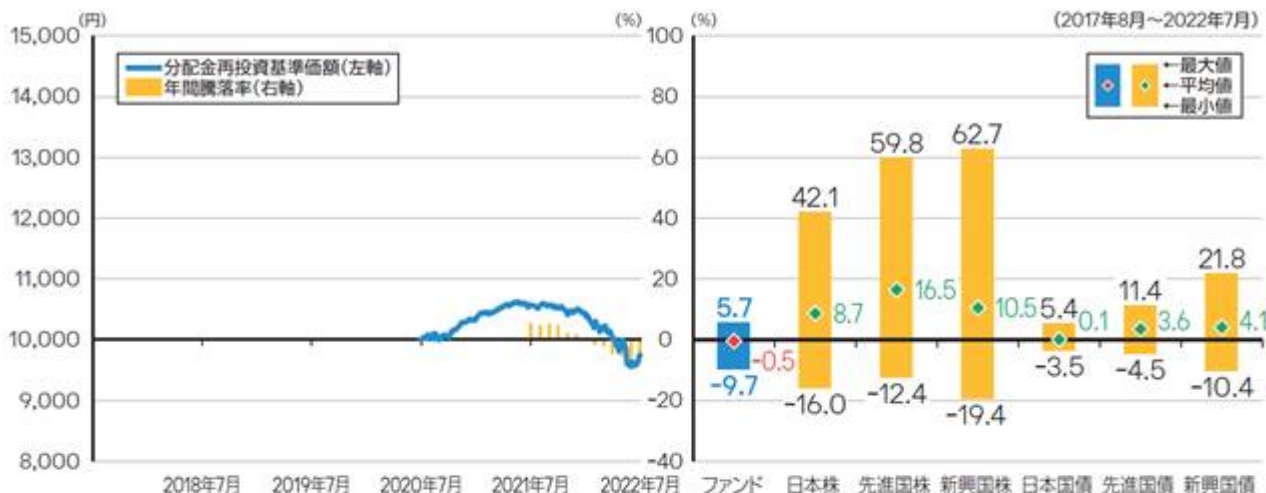 (円)
(%)
(%)
(2017年8月～2022年7月)
15,000
14,000
13,000
12,000
11,000
10,000
9,000
8,000
分配金再投資基準価額(左軸)
年間騰落率(右軸)
2018年7月
2019年7月
2020年7月
2021年7月
2022年7月
100
80
60
40
20
0
-20
-40
←最大値
←平均値
←最小値
5.7
-0.5
-9.7
42.1
8.7
-16.0
59.8
16.5
-12.4
62.7
10.5
-19.4
5.4
0.1
-3.5
11.4
3.6
-4.5
21.8
4.1
-10.4
ファンド
日本株
先進国株
新興国株
日本国債
先進国債
新興国債